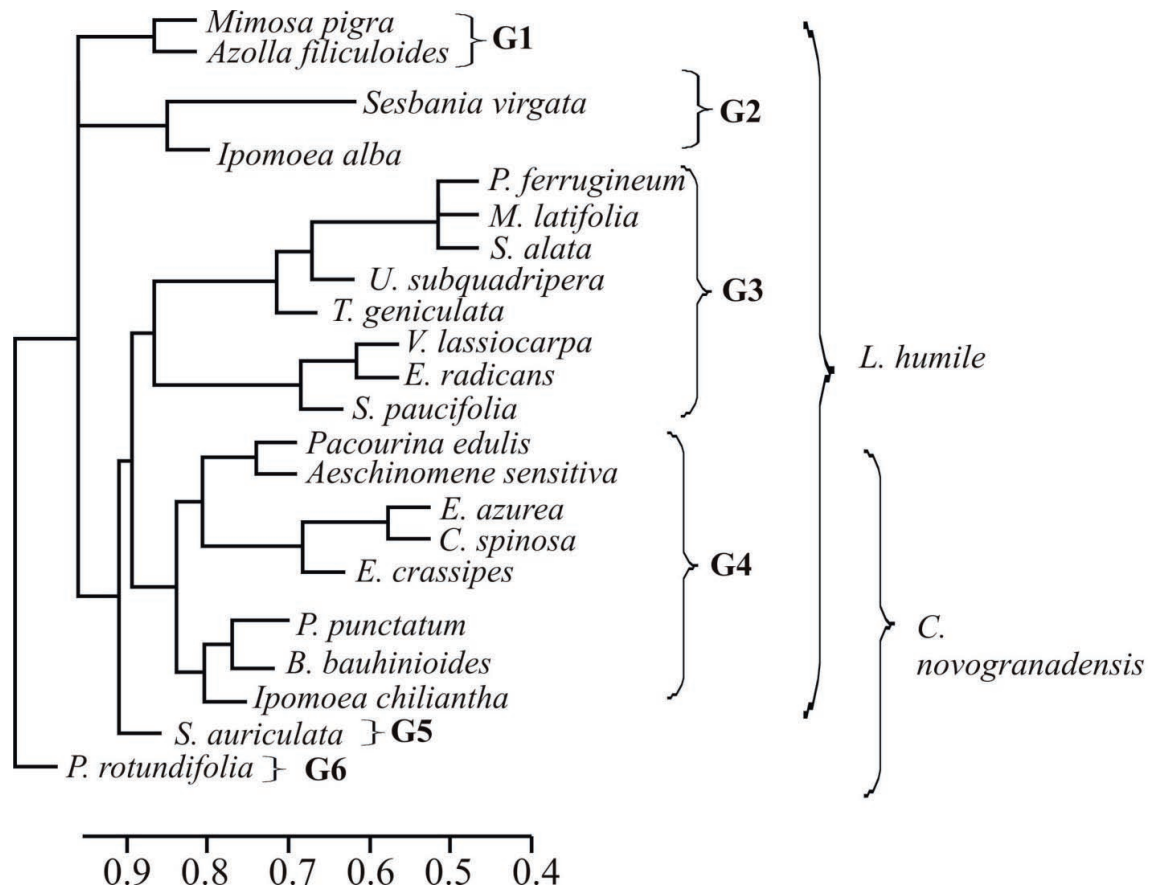 Mimosa pigra
Azolla filiculoides
G1
Sesbania virgata
G2
Ipomoea alba
P. ferrugineum
M. latifolia
S. alata
U. subquadripera
G3
T. geniculata
V. lassiocarpa
E. radicans
L. humile
S. paucifolia
Pacourina edulis
Aeschinomene sensitiva
E. azurea
C. spinosa
E. crassipes
G4
P. punctatum
C.
novogranadensis
B. bauhinioides
Ipomoea chiliantha
S. auriculata
G5
P. rotundifolia
G6
0.9 0.8 0.7 0.6 0.5 0.4